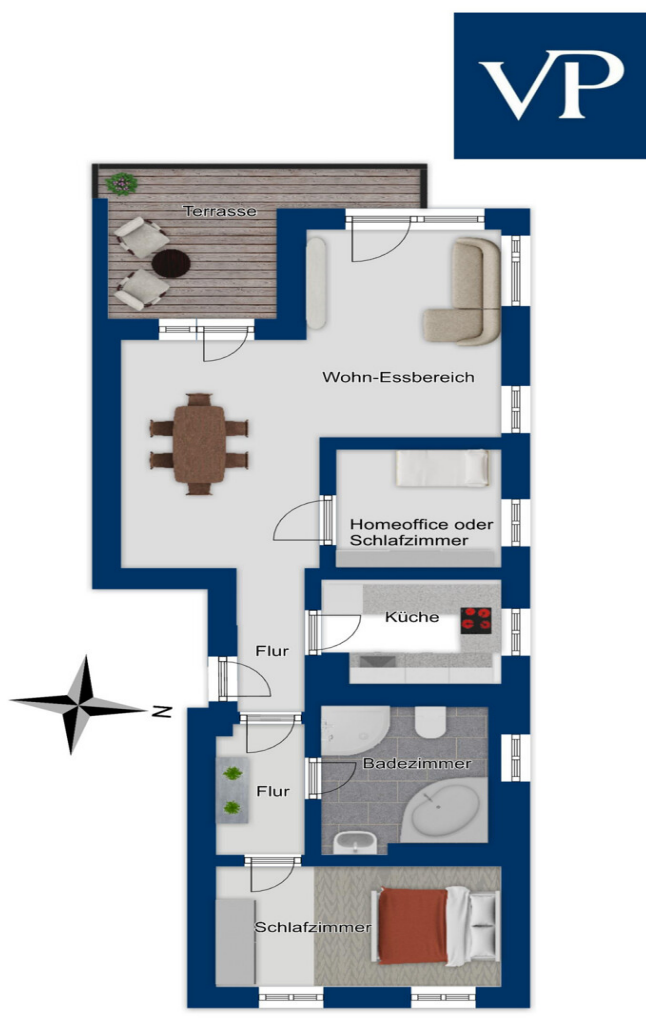 VP
Terrasse
Wohn-Essbereich
Homeoffice oder
Schlafzimmer
Küche
Flur
N
Badezimmer
Flur
Schlafzimmer